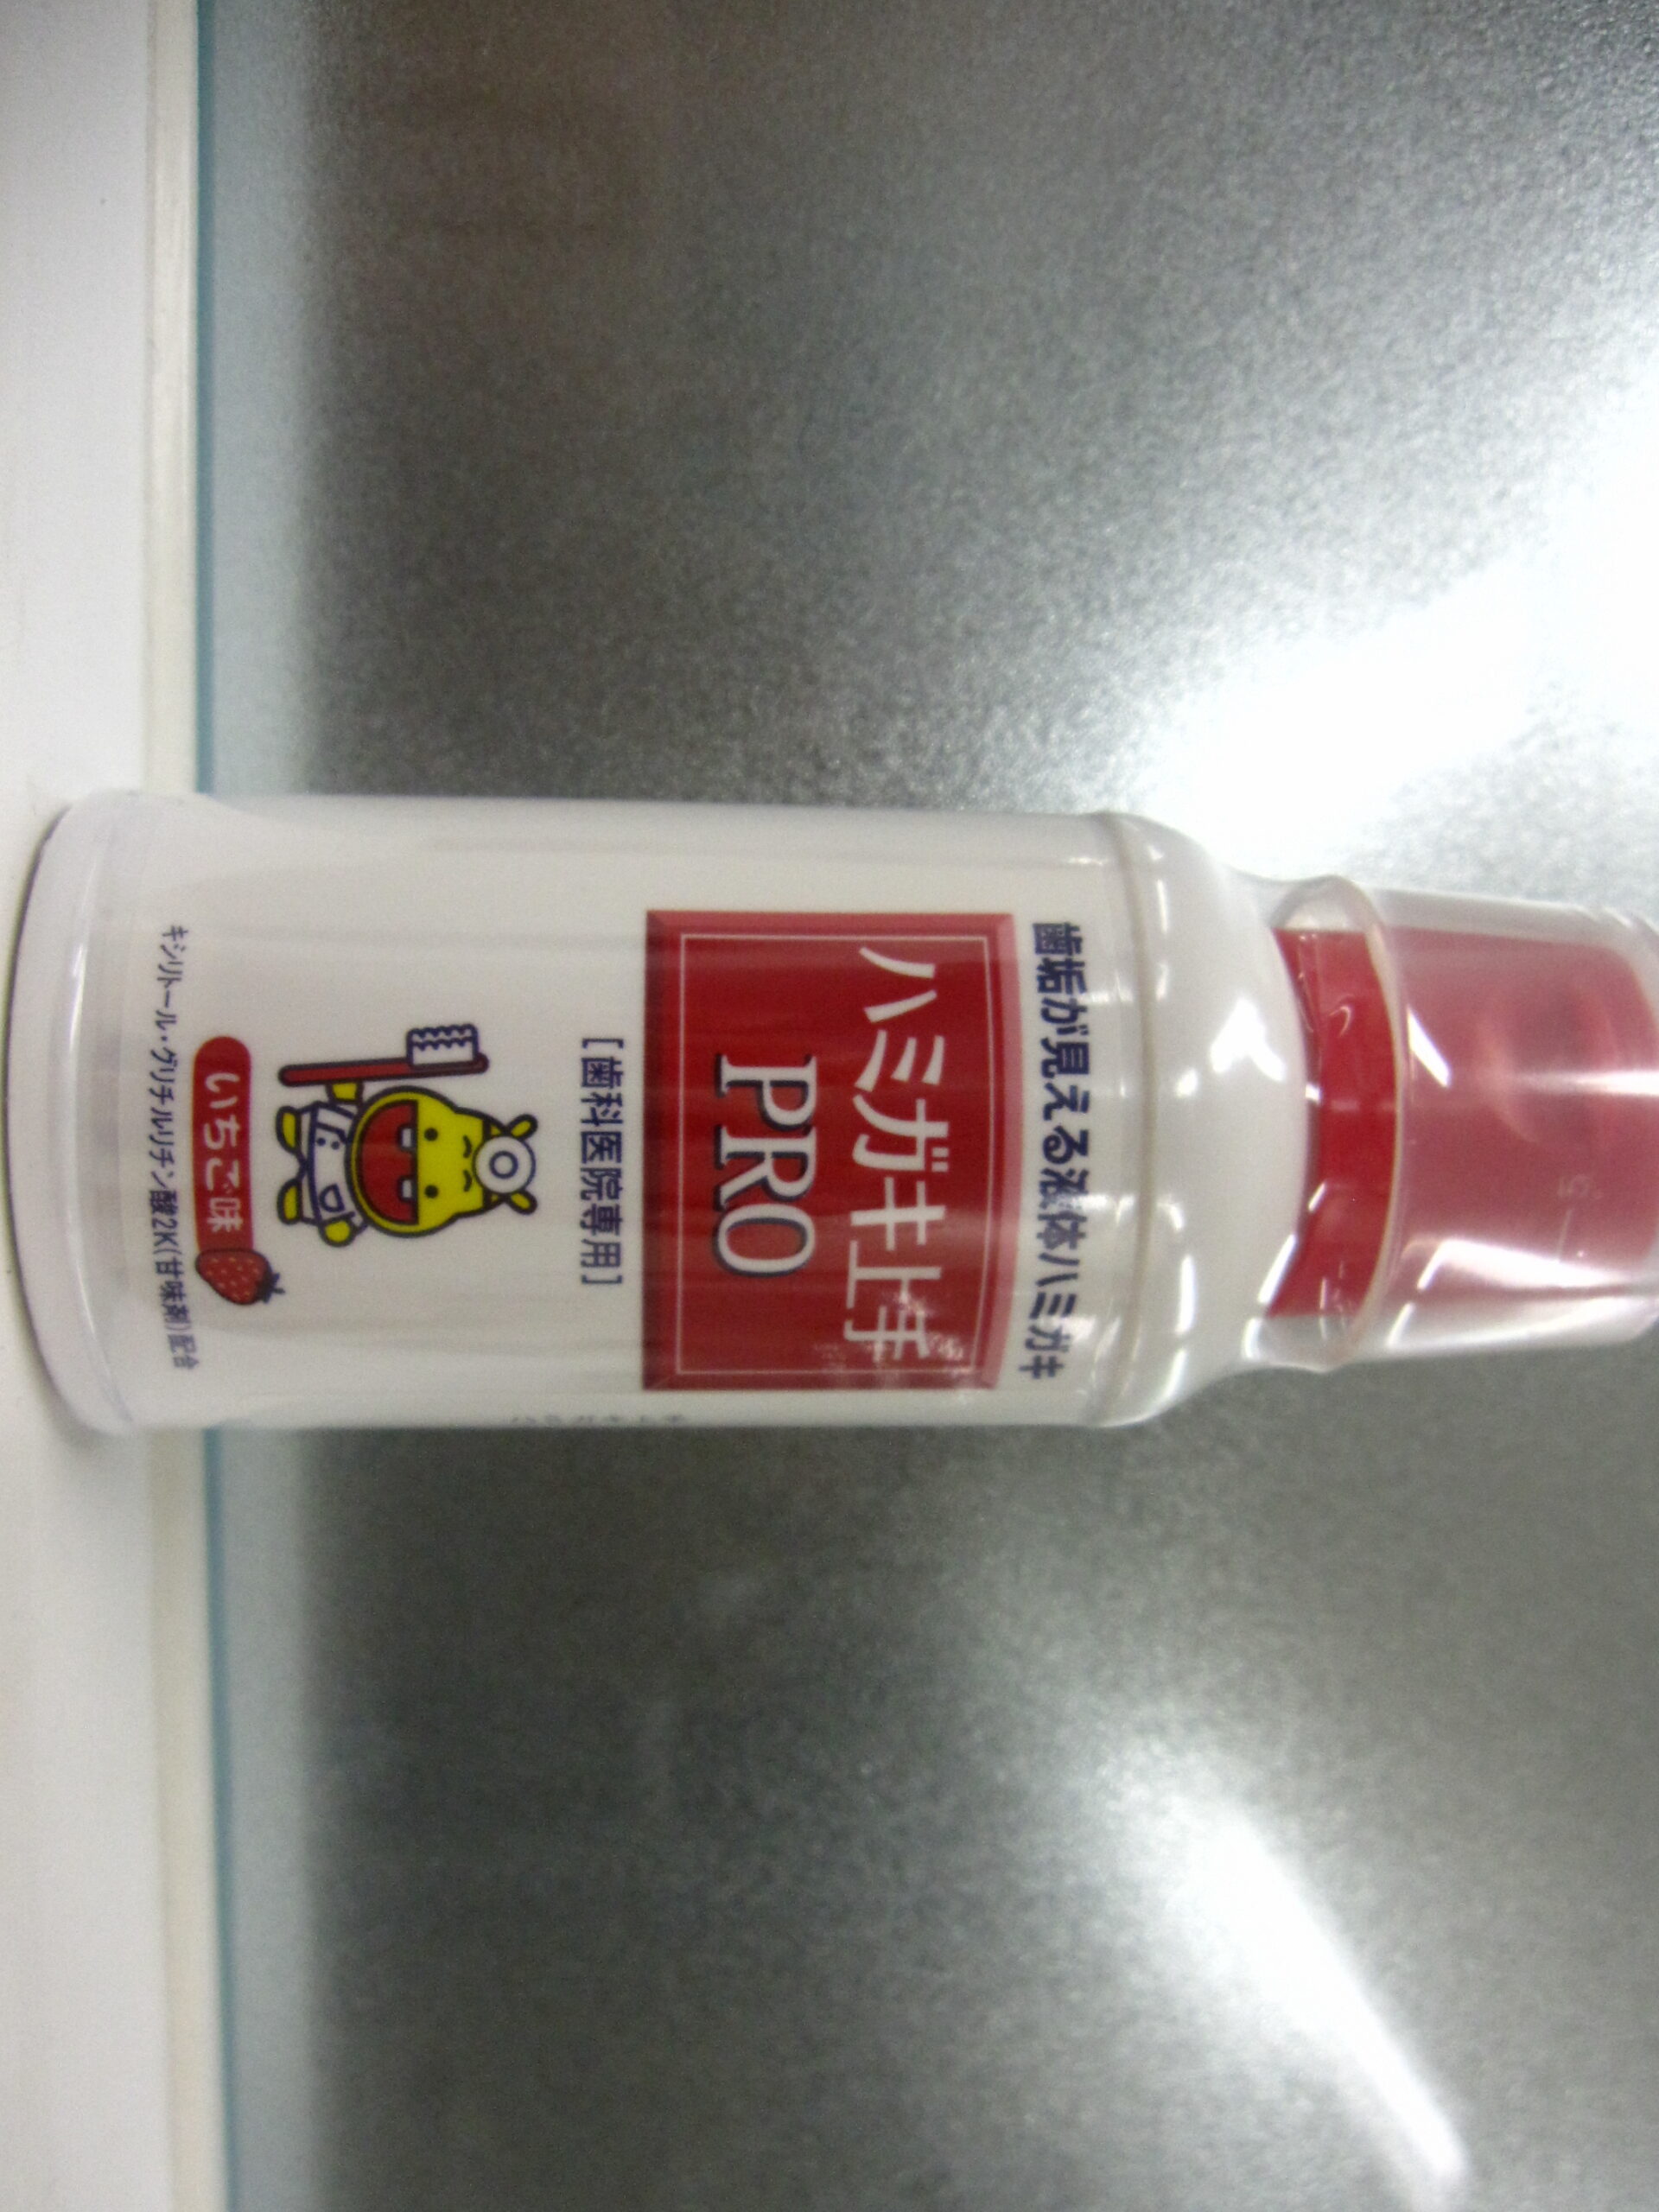 歯垢が見える液体ハミガキ
ハミガキ上手
PRO
[歯科医院専用]
いちご味
キシリトール・グリチルリチン酸2K(甘味剤)配合